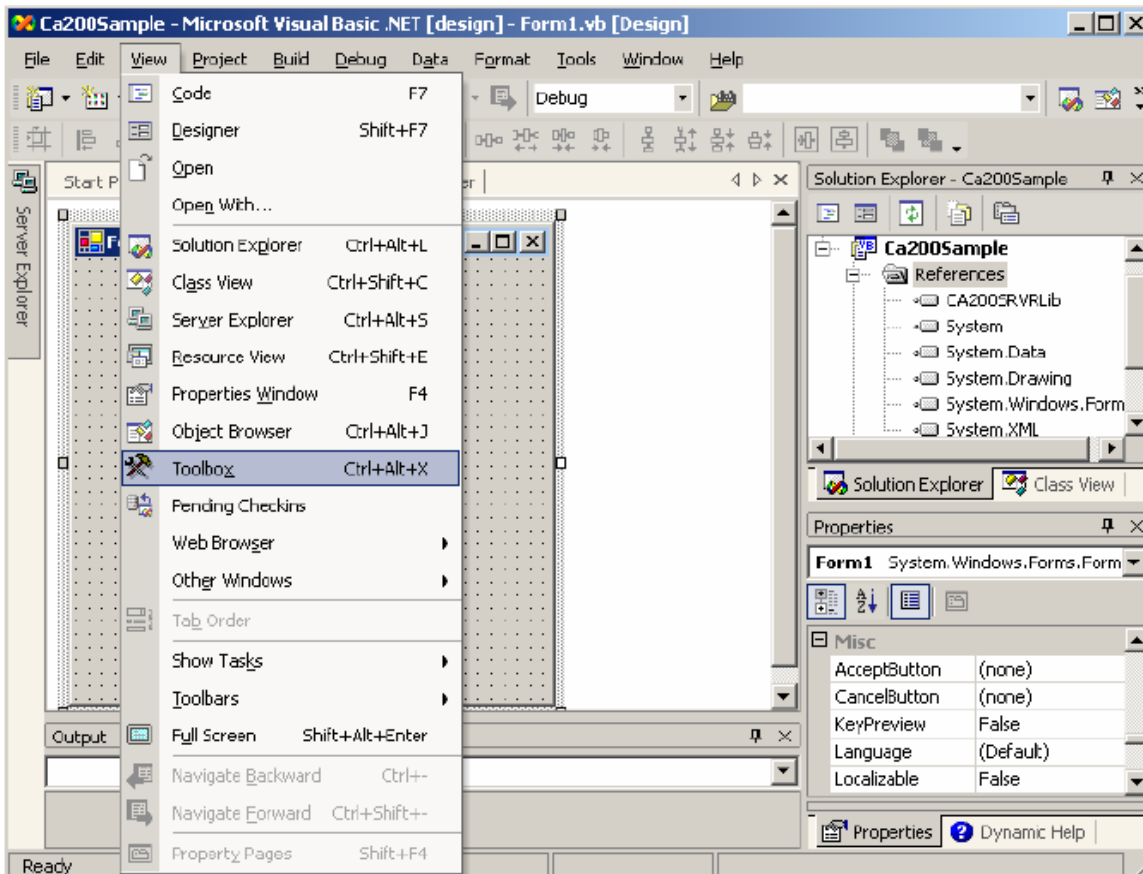 Ca200Sample - Microsoft Visual Basic .NET [design] - Form1.vb [Design]
File Edit View Project Build Debug Data Format Tools Window Help
Debug
Code F7
Designer Shift+F7
Open
Open With...
Solution Explorer Ctrl+Alt+L
Class View Ctrl+Shift+C
Server Explorer Ctrl+Alt+S
Resource View Ctrl+Shift+E
Properties Window F4
Object Browser Ctrl+Alt+J
Toolbox Ctrl+Alt+X
Pending Checkins
Web Browser
Other Windows
Tab Order
Show Tasks
Toolbars
Full Screen Shift+Alt+Enter
Navigate Backward Ctrl+-
Navigate Forward Ctrl+Shift+-
Property Pages Shift+F4
Server Explorer
Start P
Output
Ready
Solution Explorer - Ca200Sample
Ca200Sample
References
CA200SRVRLib
System
System.Data
System.Drawing
System.Windows.Form
System.XML
Solution Explorer Class View
Properties
Form1 System.Windows.Forms.Form
Misc
AcceptButton (none)
CancelButton (none)
KeyPreview False
Language (Default)
Localizable False
Properties Dynamic Help